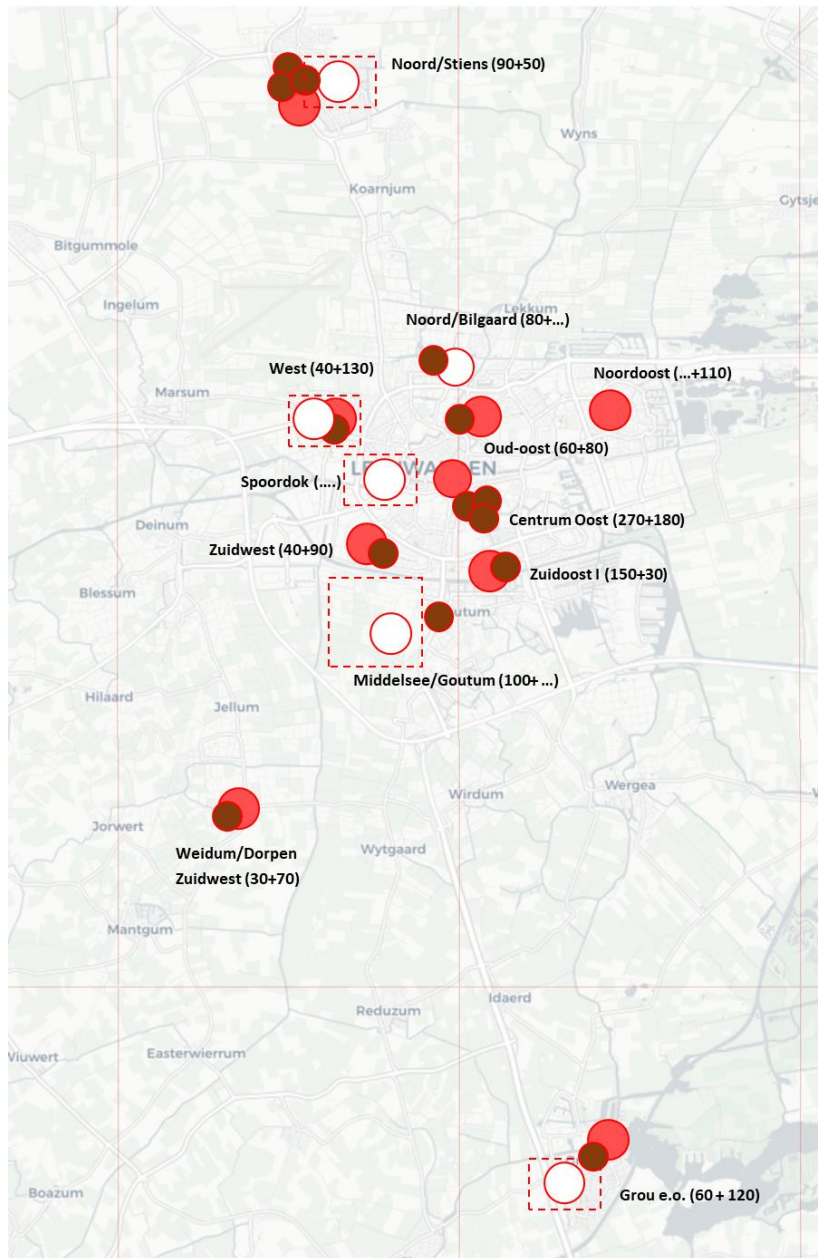 Noord/Stiens (90+50)
Wyns
Koarnjum
Gytsje
Bitgummole
Ingelum
Lekkum
Noord/Bilgaard (80+...)
West (40+130)
Noordoost (...+110)
Marsum
Oud-oost (60+80)
Spoordok (....)
Centrum Oost (270+180)
Deinum
Zuidwest (40+90)
Zuidoost I (150+30)
Blessum
Middelsee/Goutum (100+ ...)
Hilaard
Jellum
Wergea
Wirdum
Jorwert
Wytgaard
Weidum/Dorpen
Zuidwest (30+70)
Mantgum
Idaerd
Reduzum
Easterwierrum
Wiuwert
Boazum
Grou e.o. (60 + 120)